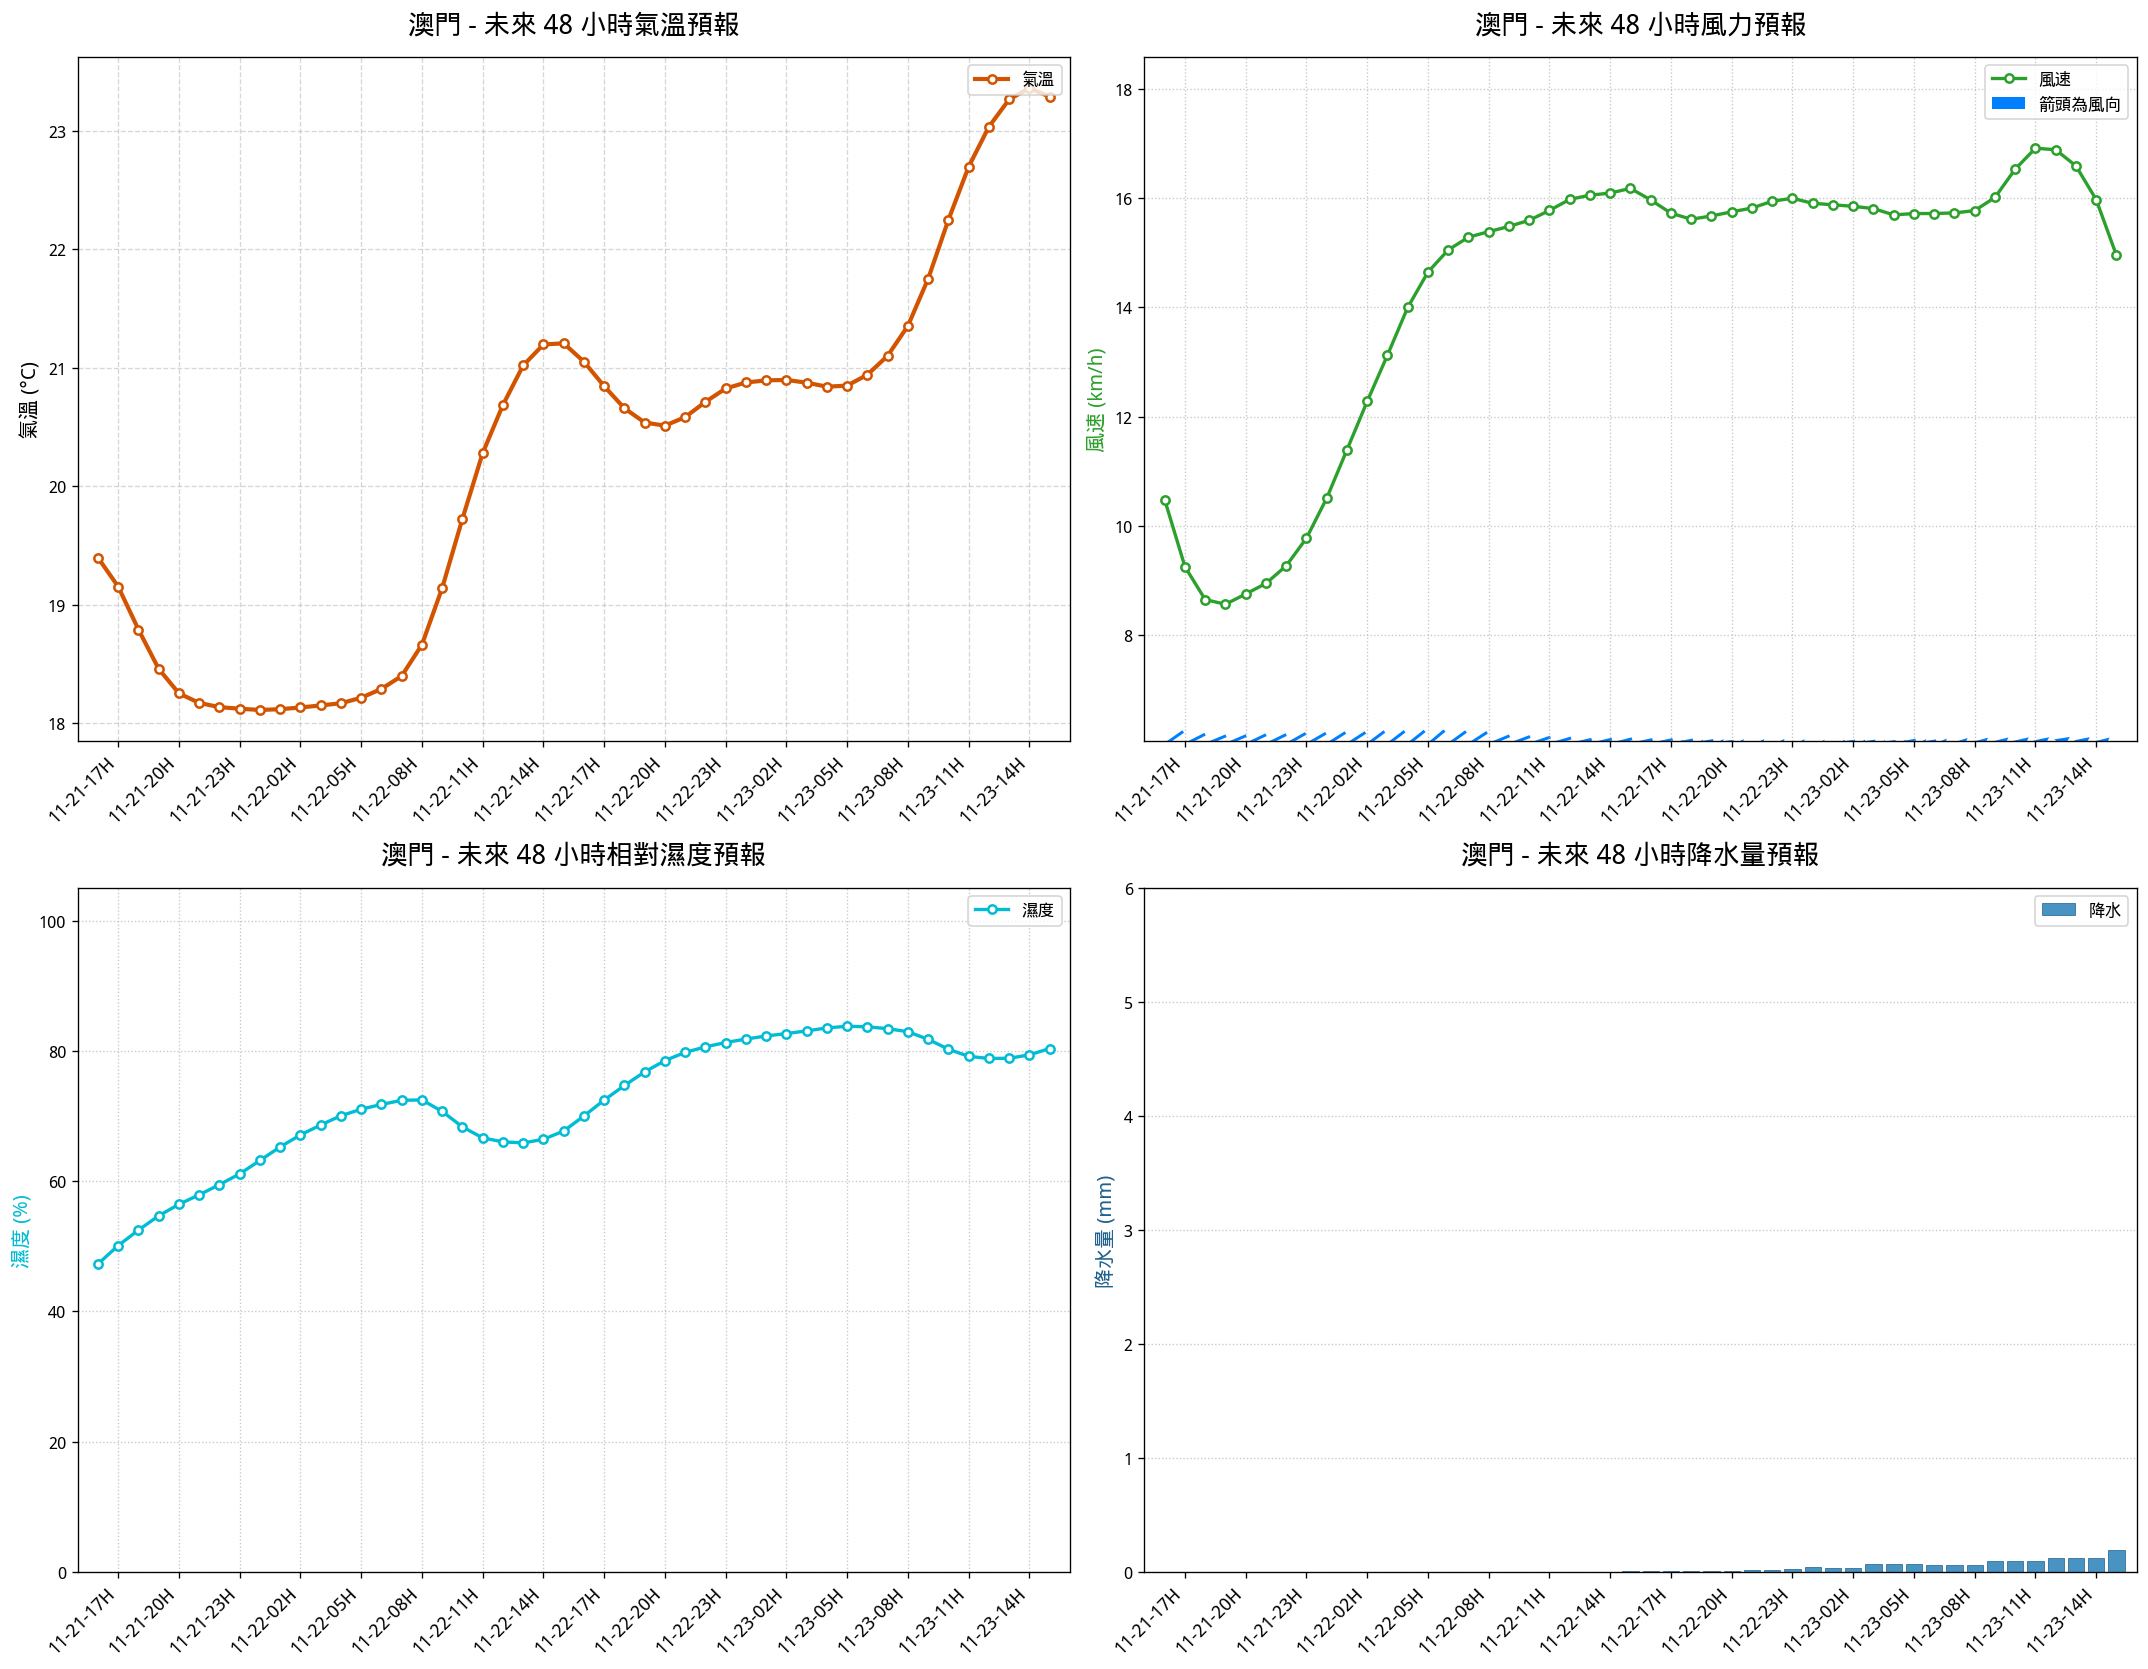 澳門 - 未來 48 小時氣溫預報
氣溫
氣溫 (°C)
23
22
21
20
19
18
11-21-17H
11-21-20H
11-21-23H
11-22-02H
11-22-05H
11-22-08H
11-22-11H
11-22-14H
11-22-17H
11-22-20H
11-22-23H
11-23-02H
11-23-05H
11-23-08H
11-23-11H
11-23-14H
澳門 - 未來 48 小時風力預報
風速
箭頭為風向
風速 (km/h)
18
16
14
12
10
8
11-21-17H
11-21-20H
11-21-23H
11-22-02H
11-22-05H
11-22-08H
11-22-11H
11-22-14H
11-22-17H
11-22-20H
11-22-23H
11-23-02H
11-23-05H
11-23-08H
11-23-11H
11-23-14H
澳門 - 未來 48 小時相對濕度預報
濕度
濕度 (%)
100
80
60
40
20
0
11-21-17H
11-21-20H
11-21-23H
11-22-02H
11-22-05H
11-22-08H
11-22-11H
11-22-14H
11-22-17H
11-22-20H
11-22-23H
11-23-02H
11-23-05H
11-23-08H
11-23-11H
11-23-14H
澳門 - 未來 48 小時降水量預報
降水
降水量 (mm)
6
5
4
3
2
1
0
11-21-17H
11-21-20H
11-21-23H
11-22-02H
11-22-05H
11-22-08H
11-22-11H
11-22-14H
11-22-17H
11-22-20H
11-22-23H
11-23-02H
11-23-05H
11-23-08H
11-23-11H
11-23-14H